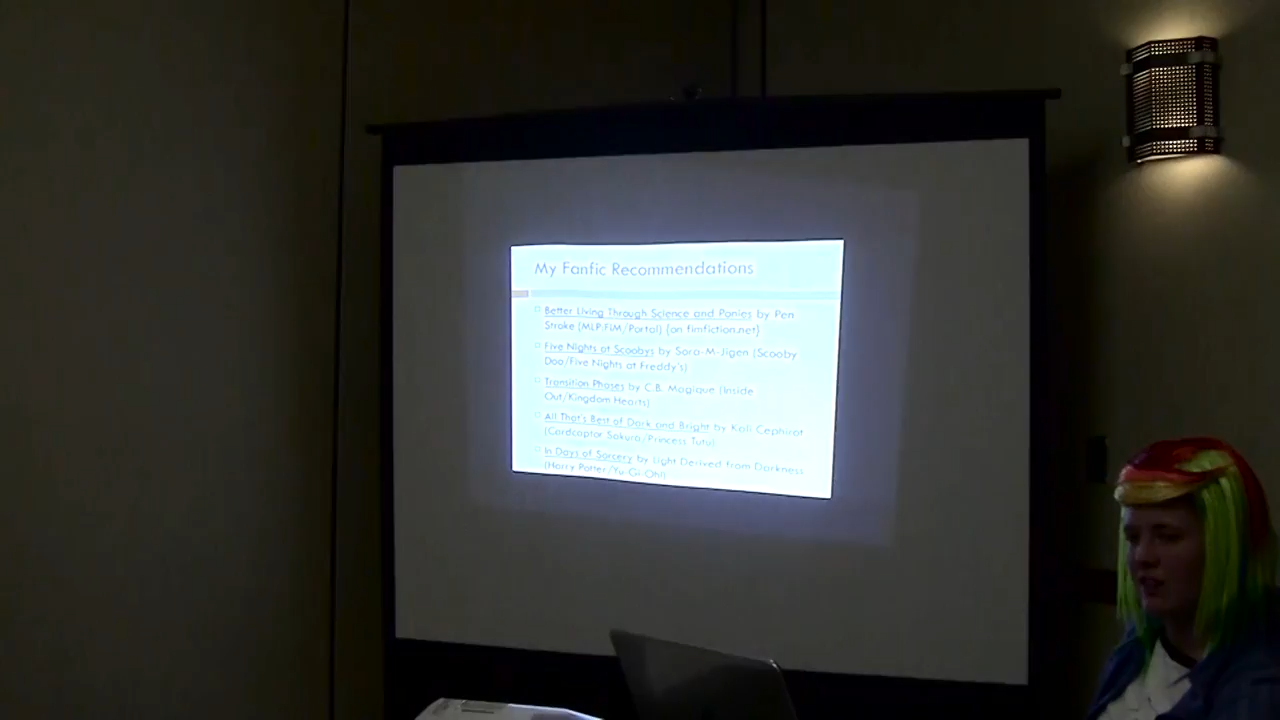 My Fanfic Recommendations
Better Living Through Science and Ponies by Pen
Stroke (MLP:FIM/Portal) (on fimfiction.net)
Five Nights at Scoobys by Sora-M-Jigen (Scooby
Doo/Five Nights at Freddy's)
Transition Phases by C.B. Magique (Inside
Out/Kingdom Hearts)
All That's Best of Dark and Bright by Kali Cephirot
(Cardcaptor Sakura/Princess Tutu)
In Days of Sorcery by Light Derived from Darkness
(Harry Potter/Yu-Gi-Oh!)